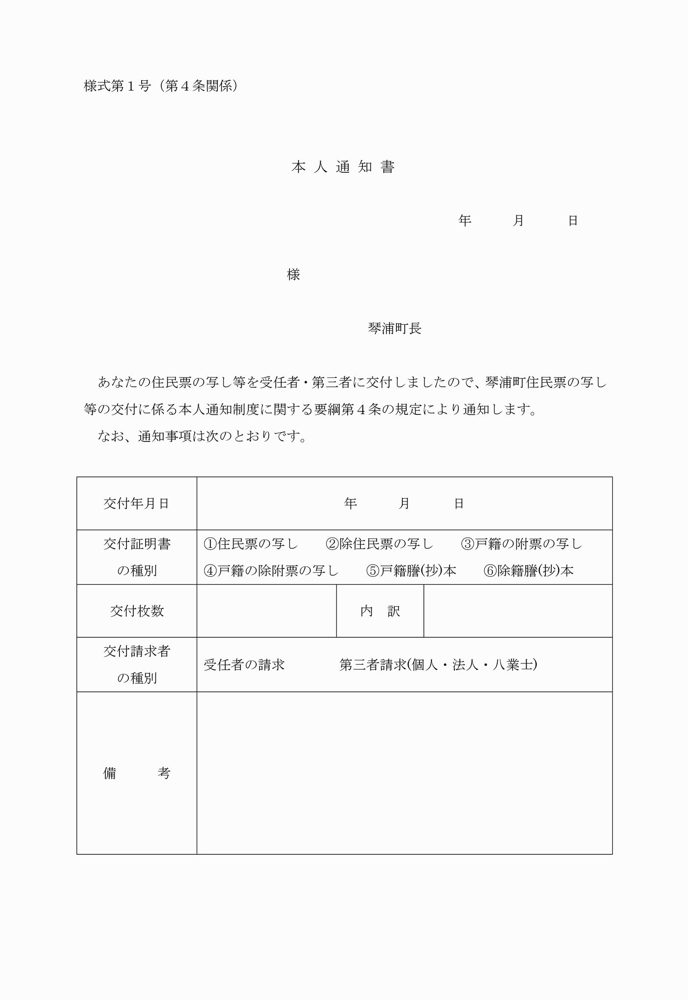 様式第１号（第４条関係）
本人通知書
年　　　月　　　日
様
琴浦町長
あなたの住民票の写し等を受任者・第三者に交付しましたので、琴浦町住民票の写し
等の交付に係る本人通知制度に関する要綱第４条の規定により通知します。
なお、通知事項は次のとおりです。
交付年月日　年　　　月　　　日
交付証明書
の種別
①住民票の写し　　②除住民票の写し　　③戸籍の附票の写し
④戸籍の除附票の写し　　⑤戸籍謄(抄)本　　⑥除籍謄(抄)本
交付枚数　内　訳
交付請求者
の種別
受任者の請求　　　　第三者請求(個人・法人・八業士)
備　　　考